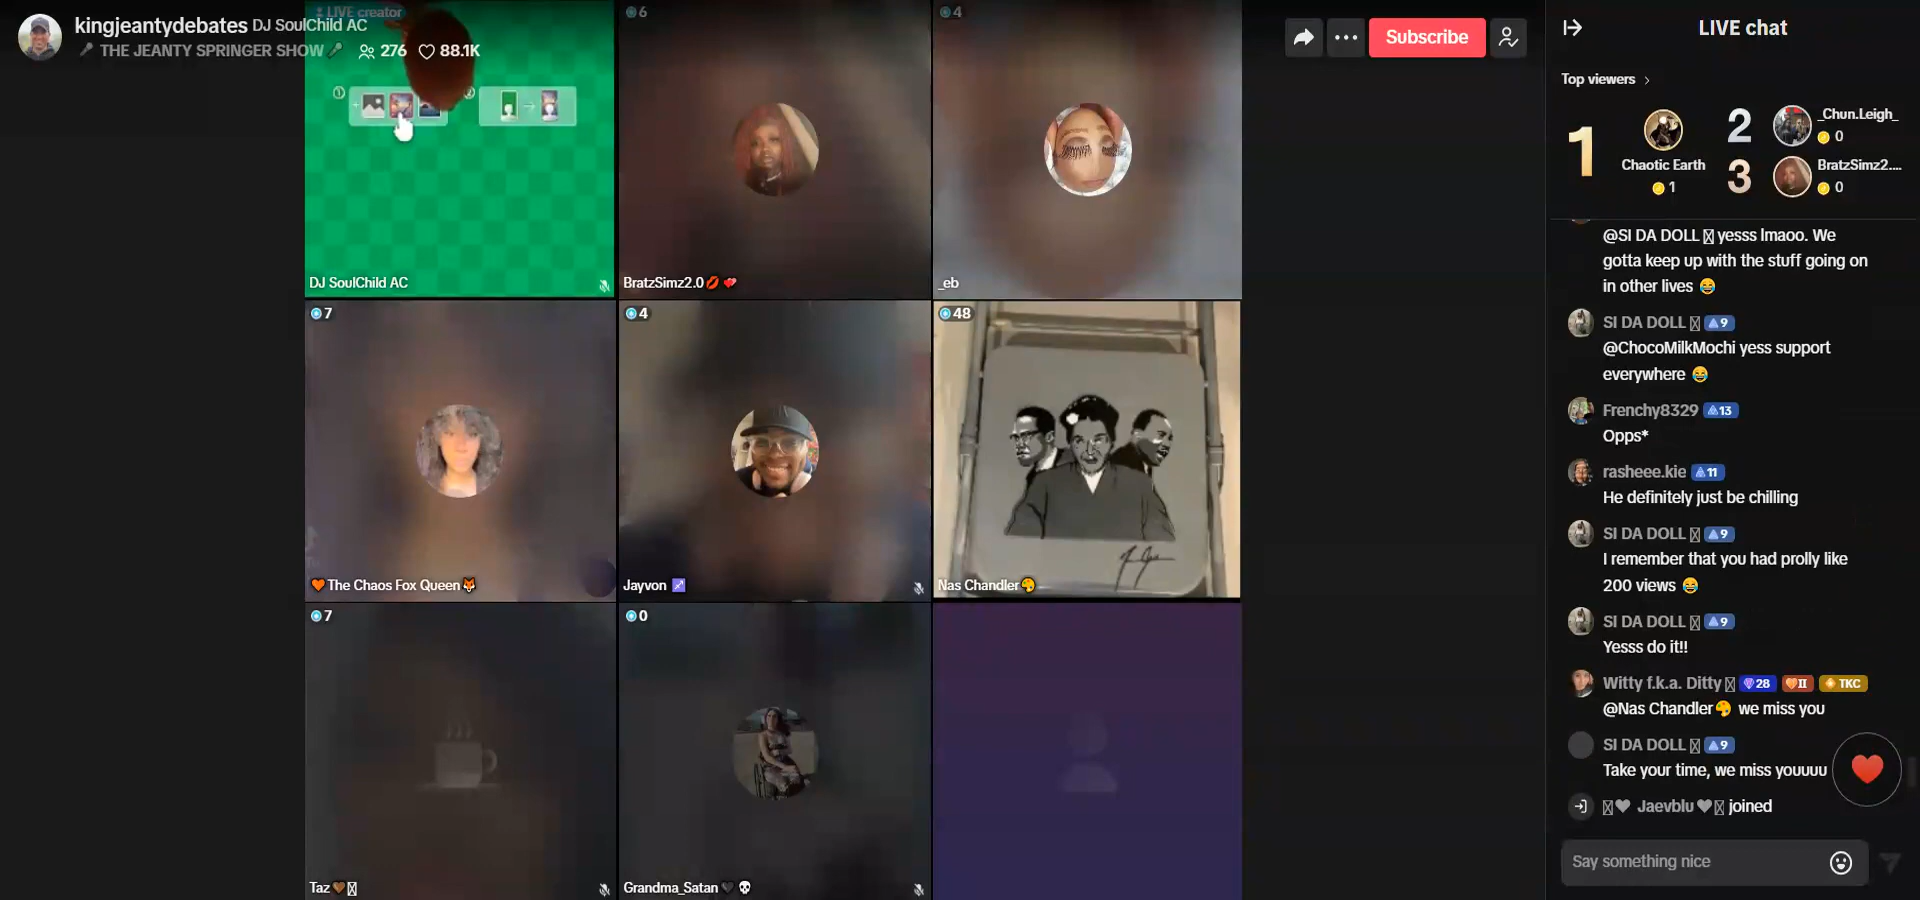 kingjeantydebates DJ SoulChild AC
THE JEANTY SPRINGER SHOW 276 88.1K
LIVE creator
6
4
Subscribe
DJ SoulChild AC
BratzSimz2.0💋
_eb
7
4
48
🧡The Chaos Fox Queen🦊
Jayvon ♐
Nas Chandler🎨
7
0
Taz🤎
Grandma_Satan🖤💀
LIVE chat
Top viewers >
1
Chaotic Earth
1
2
_Chun.Leigh_
0
3
BratzSimz2....
0
@SI DA DOLL yesss lmaoo. We
gotta keep up with the stuff going on
in other lives 😂
SI DA DOLL 9
@ChocoMilkMochi yess support
everywhere 😂
Frenchy8329 13
Opps*
rasheee.kie 11
He definitely just be chilling
SI DA DOLL 9
I remember that you had prolly like
200 views 😂
SI DA DOLL 9
Yesss do it!!
Witty f.k.a. Ditty 28 II TKC
@Nas Chandler🎨 we miss you
SI DA DOLL 9
Take your time, we miss youuuu
♥ Jaevblu ♥ joined
Say something nice